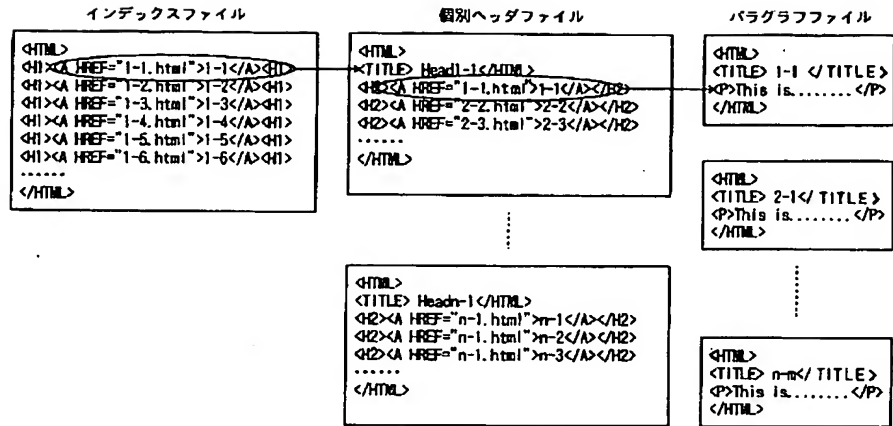 インデックスファイル
<HTML>
<H1><A HREF="1-1.html">1-1</A><H1>
<H1><A HREF="1-2.html">1-2</A><H1>
<H1><A HREF="1-3.html">1-3</A><H1>
<H1><A HREF="1-4.html">1-4</A><H1>
<H1><A HREF="1-5.html">1-5</A><H1>
<H1><A HREF="1-6.html">1-6</A><H1>
......
</HTML>
個別ヘッダファイル
<HTML>
<TITLE> Head1-1</HTML>
<H2><A HREF="1-1.html">1-1</A></H2>
<H2><A HREF="2-2.html">2-2</A></H2>
<H2><A HREF="2-3.html">2-3</A></H2>
......
</HTML>
<HTML>
<TITLE> Headn-1</HTML>
<H2><A HREF="n-1.html">n-1</A></H2>
<H2><A HREF="n-1.html">n-2</A></H2>
<H2><A HREF="n-1.html">n-3</A></H2>
......
</HTML>
パラグラフファイル
<HTML>
<TITLE> 1-1 </TITLE>
<P>This is........</P>
</HTML>
<HTML>
<TITLE> 2-1</TITLE>
<P>This is........</P>
</HTML>
<HTML>
<TITLE> n-m</TITLE>
<P>This is........</P>
</HTML>